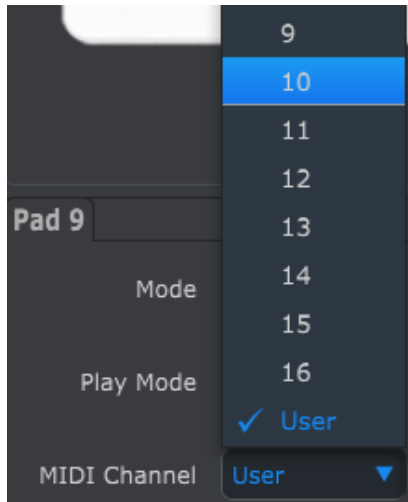 9
10
11
12
Pad 9
13
Mode
14
15
Play Mode
16
✓ User
MIDI Channel User ▼